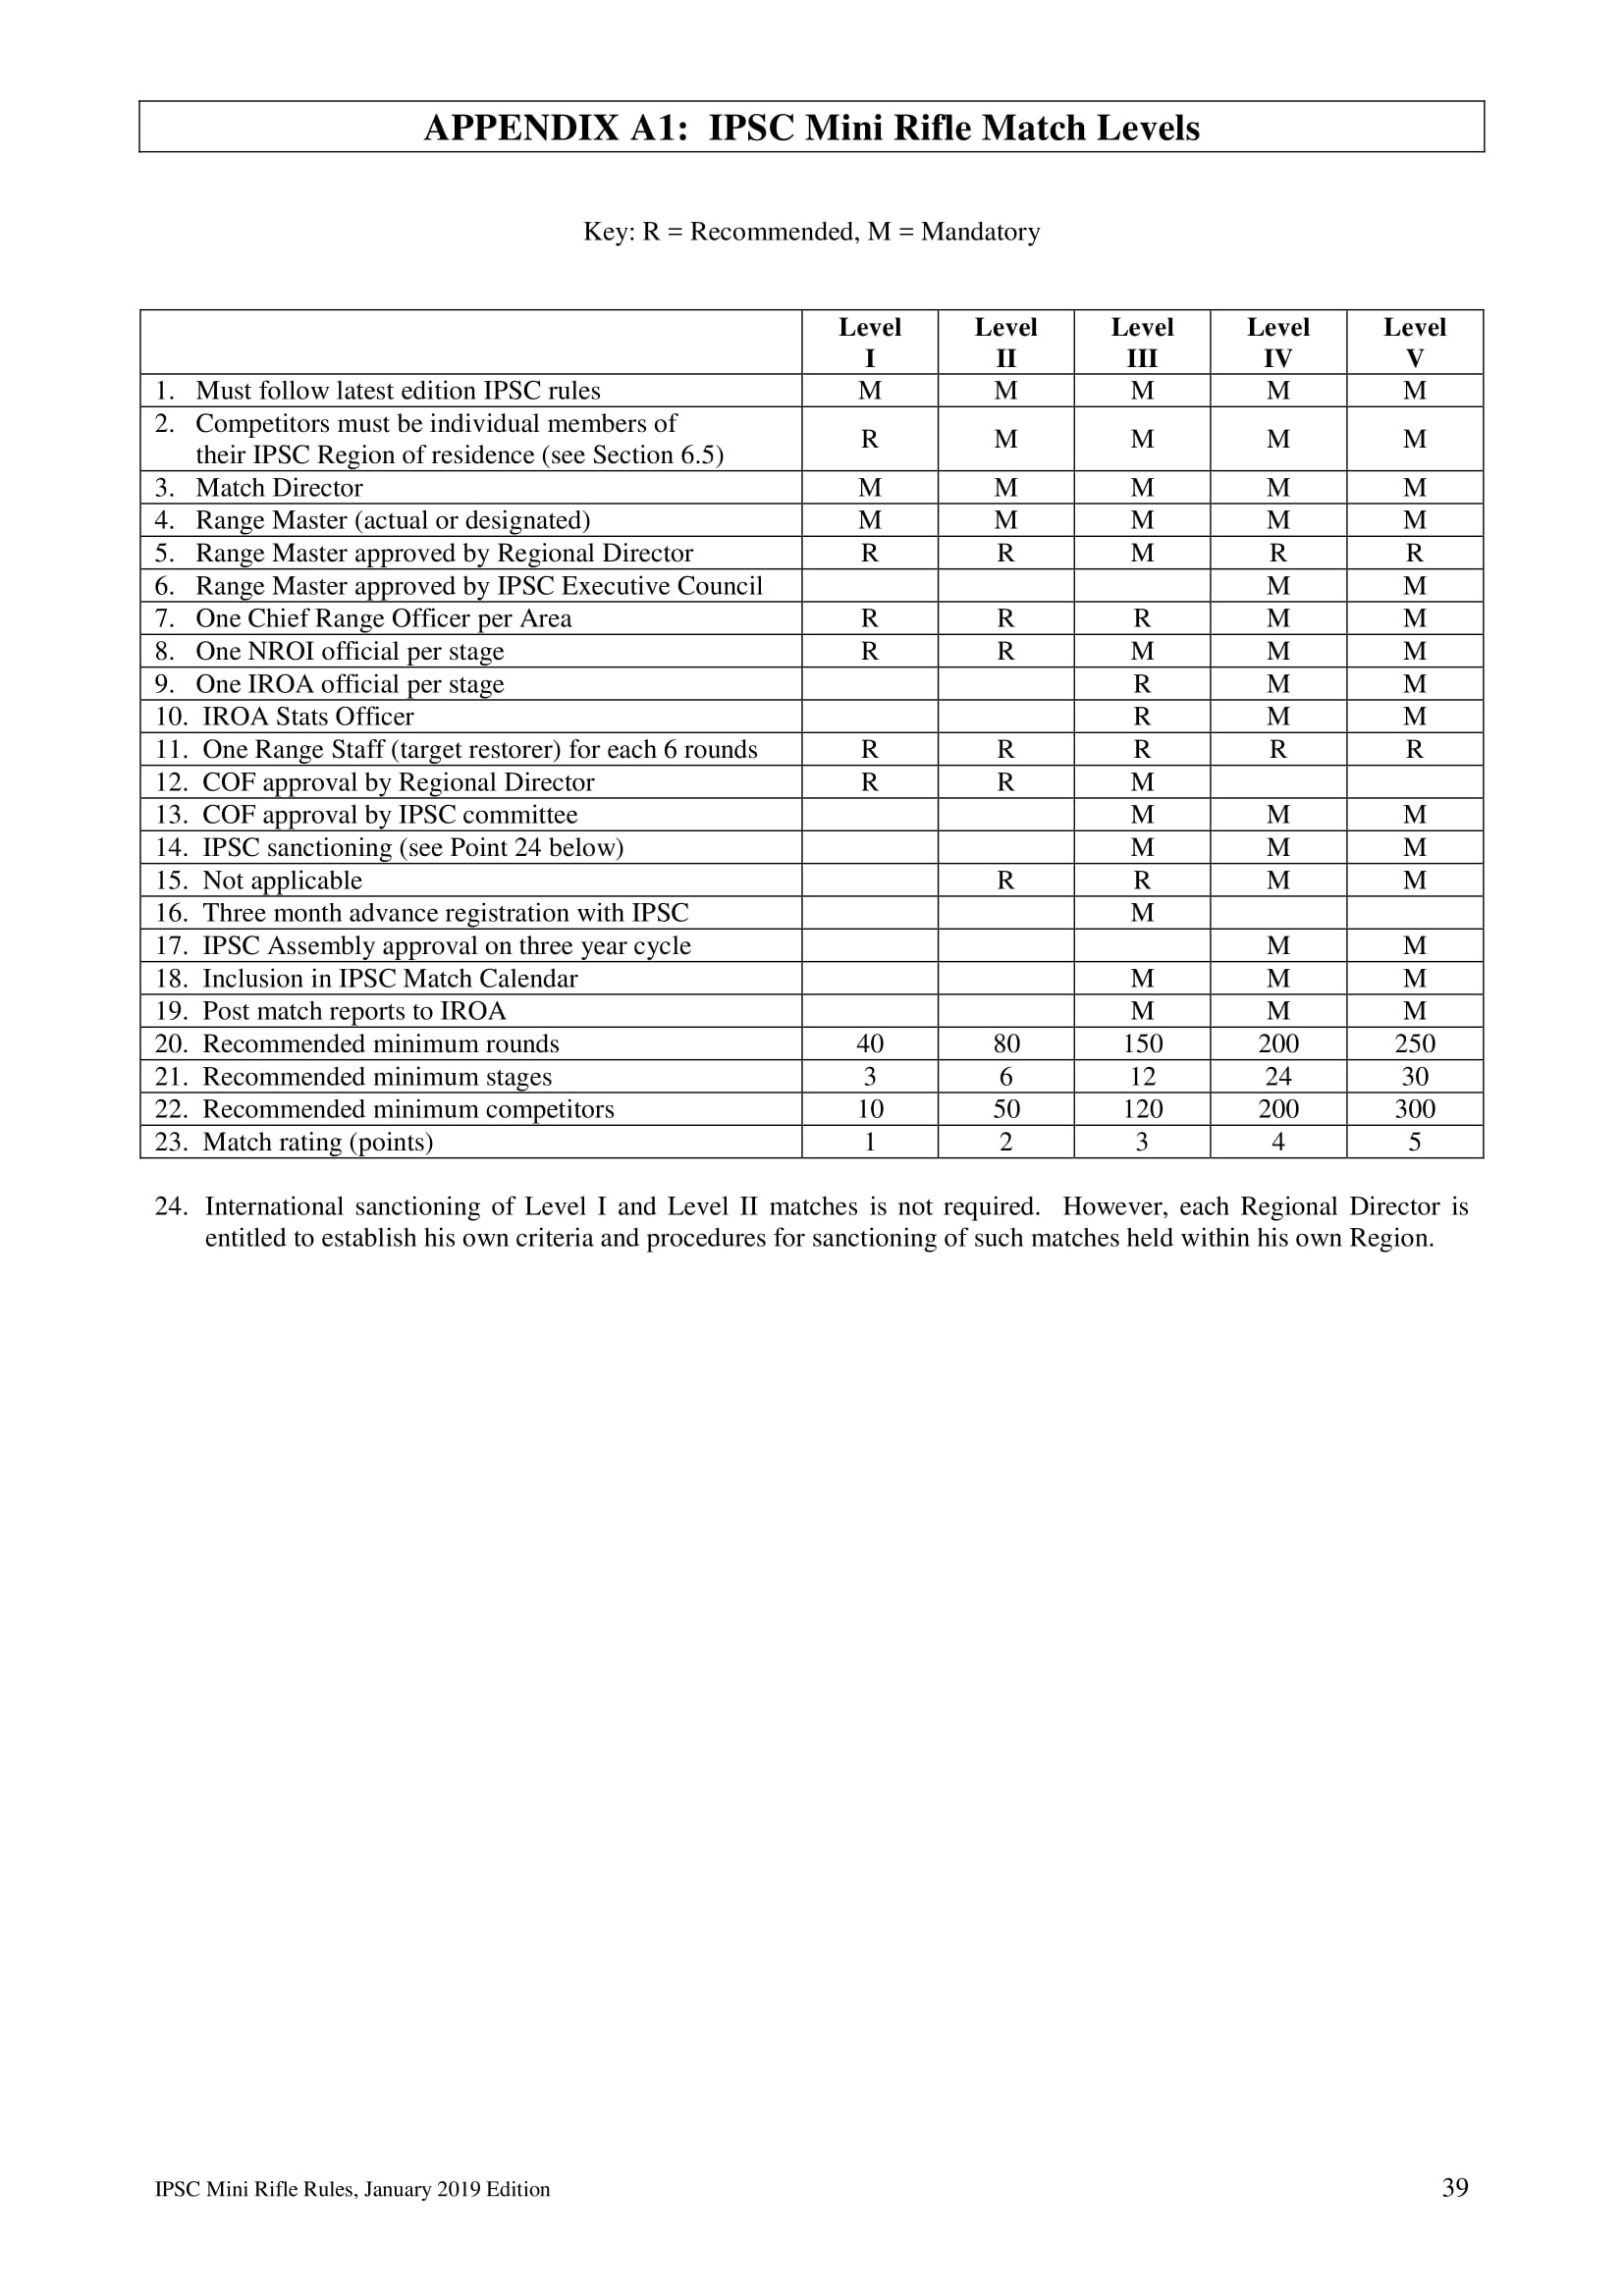 APPENDIX A1: IPSC Mini Rifle Match Levels
Key: R = Recommended, M = Mandatory
Level I Level II Level III Level IV Level V
1. Must follow latest edition IPSC rules M M M M M
2. Competitors must be individual members of
their IPSC Region of residence (see Section 6.5) R M M M M
3. Match Director M M M M M
4. Range Master (actual or designated) M M M M M
5. Range Master approved by Regional Director R R M R R
6. Range Master approved by IPSC Executive Council M M
7. One Chief Range Officer per Area R R R M M
8. One NROI official per stage R R M M M
9. One IROA official per stage R M M
10. IROA Stats Officer R M M
11. One Range Staff (target restorer) for each 6 rounds R R R R R
12. COF approval by Regional Director R R M
13. COF approval by IPSC committee M M M
14. IPSC sanctioning (see Point 24 below) M M M
15. Not applicable R R M M
16. Three month advance registration with IPSC M
17. IPSC Assembly approval on three year cycle M M
18. Inclusion in IPSC Match Calendar M M M
19. Post match reports to IROA M M M
20. Recommended minimum rounds 40 80 150 200 250
21. Recommended minimum stages 3 6 12 24 30
22. Recommended minimum competitors 10 50 120 200 300
23. Match rating (points) 1 2 3 4 5
24. International sanctioning of Level I and Level II matches is not required. However, each Regional Director is
entitled to establish his own criteria and procedures for sanctioning of such matches held within his own Region.
IPSC Mini Rifle Rules, January 2019 Edition 39